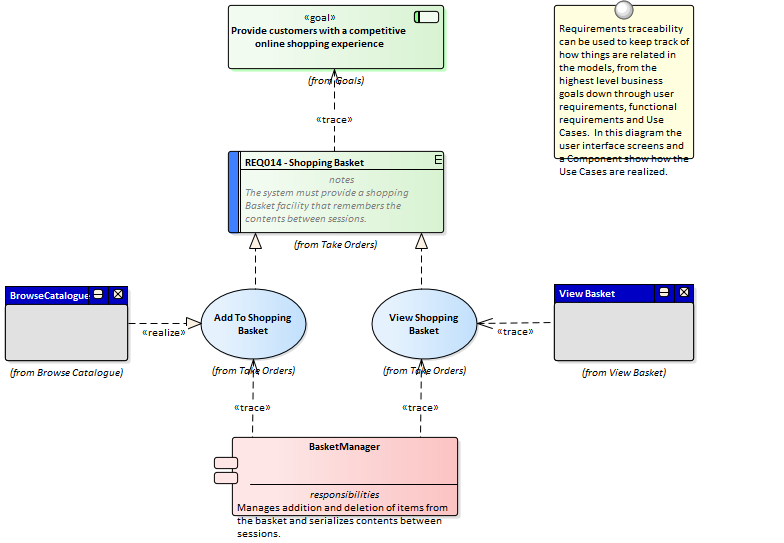 «goal»
Provide customers with a competitive
online shopping experience
(from Goals)
Requirements traceability
can be used to keep track of
how things are related in
the models, from the
highest level business
goals down through user
requirements, functional
requirements and Use
Cases.  In this diagram the
user interface screens and
a Component show how the
Use Cases are realized.
«trace»
REQ014 - Shopping Basket
E
notes
The system must provide a shopping
Basket facility that remembers the
contents between sessions.
(from Take Orders)
BrowseCatalogue
(from Browse Catalogue)
«realize»
Add To Shopping
Basket
(from Take Orders)
View Shopping
Basket
(from Take Orders)
«trace»
View Basket
(from View Basket)
«trace»
«trace»
BasketManager
responsibilities
Manages addition and deletion of items from
the basket and serializes contents between
sessions.